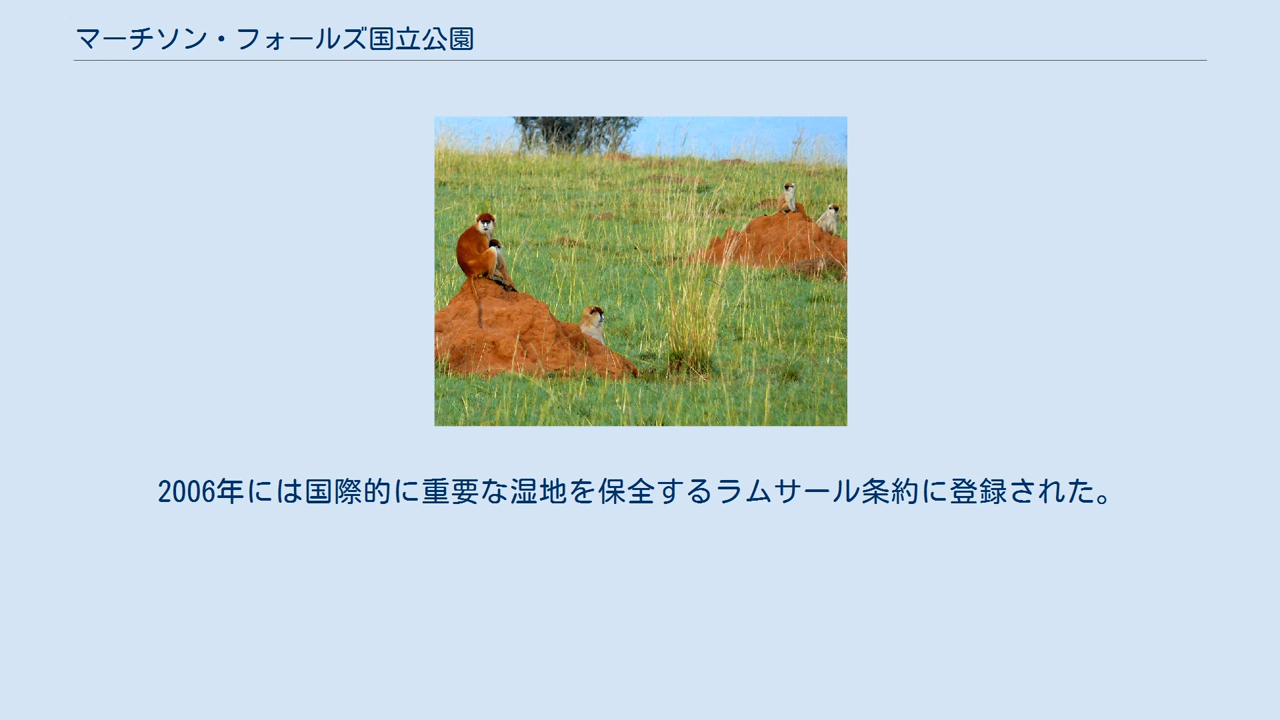 マーチソン・フォールズ国立公園
2006年には国際的に重要な湿地を保全するラムサール条約に登録された。